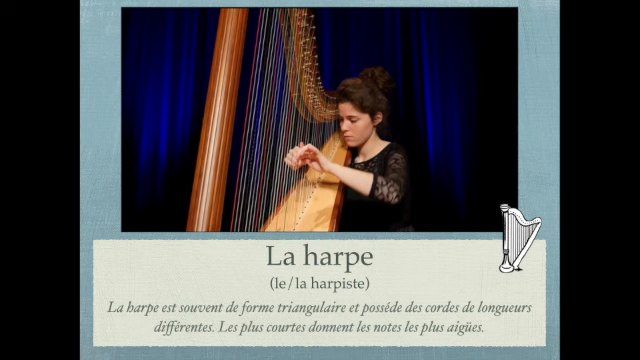 La harpe
(le/la harpiste)
La harpe est souvent de forme triangulaire et posséde des cordes de longueurs
différentes. Les plus courtes donnent les notes les plus aigües.